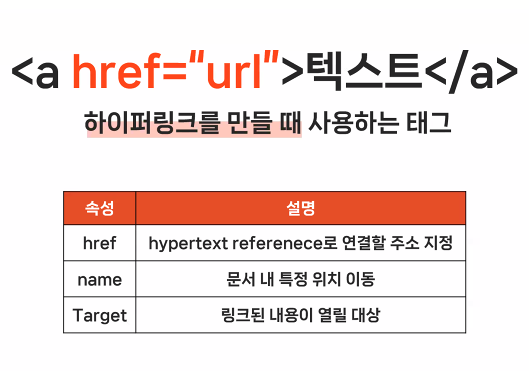 <a href=“url”>텍스트</a>
하이퍼링크를 만들 때 사용하는 태그
속성 설명
href hypertext referenece로 연결할 주소 지정
name 문서 내 특정 위치 이동
Target 링크된 내용이 열릴 대상